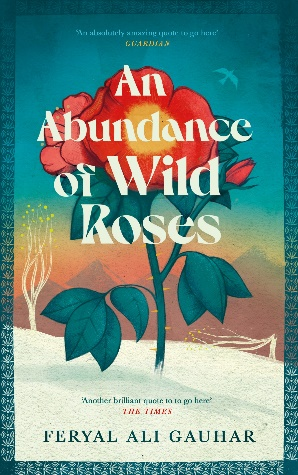 'An absolutely amazing quote to go here'
GUARDIAN
An
Abundance
of Wild
Roses
'Another brilliant quote to to go here'
THE TIMES
FERYAL ALI GAUHAR